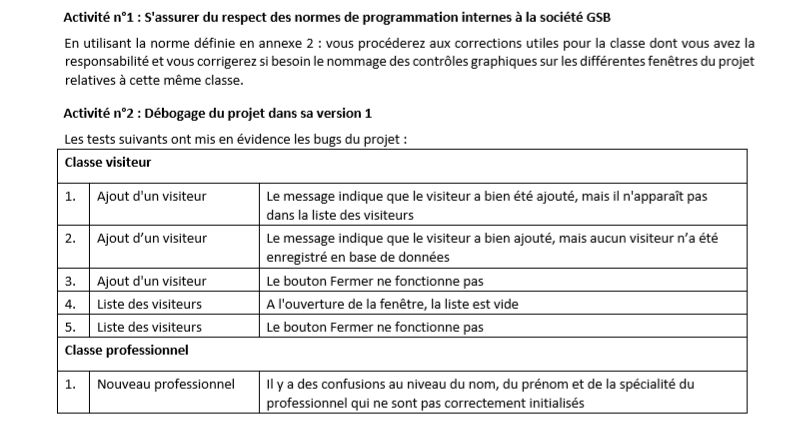 Activité n°1 : S'assurer du respect des normes de programmation internes à la société GSB
En utilisant la norme définie en annexe 2 : vous procéderez aux corrections utiles pour la classe dont vous avez la
responsabilité et vous corrigerez si besoin le nommage des contrôles graphiques sur les différentes fenêtres du projet
relatives à cette même classe.
Activité n°2 : Débogage du projet dans sa version 1
Les tests suivants ont mis en évidence les bugs du projet :
Classe visiteur
1. Ajout d'un visiteur Le message indique que le visiteur a bien été ajouté, mais il n'apparaît pas
dans la liste des visiteurs
2. Ajout d’un visiteur Le message indique que le visiteur a bien ajouté, mais aucun visiteur n’a été
enregistré en base de données
3. Ajout d'un visiteur Le bouton Fermer ne fonctionne pas
4. Liste des visiteurs A l'ouverture de la fenêtre, la liste est vide
5. Liste des visiteurs Le bouton Fermer ne fonctionne pas
Classe professionnel
1. Nouveau professionnel Il y a des confusions au niveau du nom, du prénom et de la spécialité du
professionnel qui ne sont pas correctement initialisés